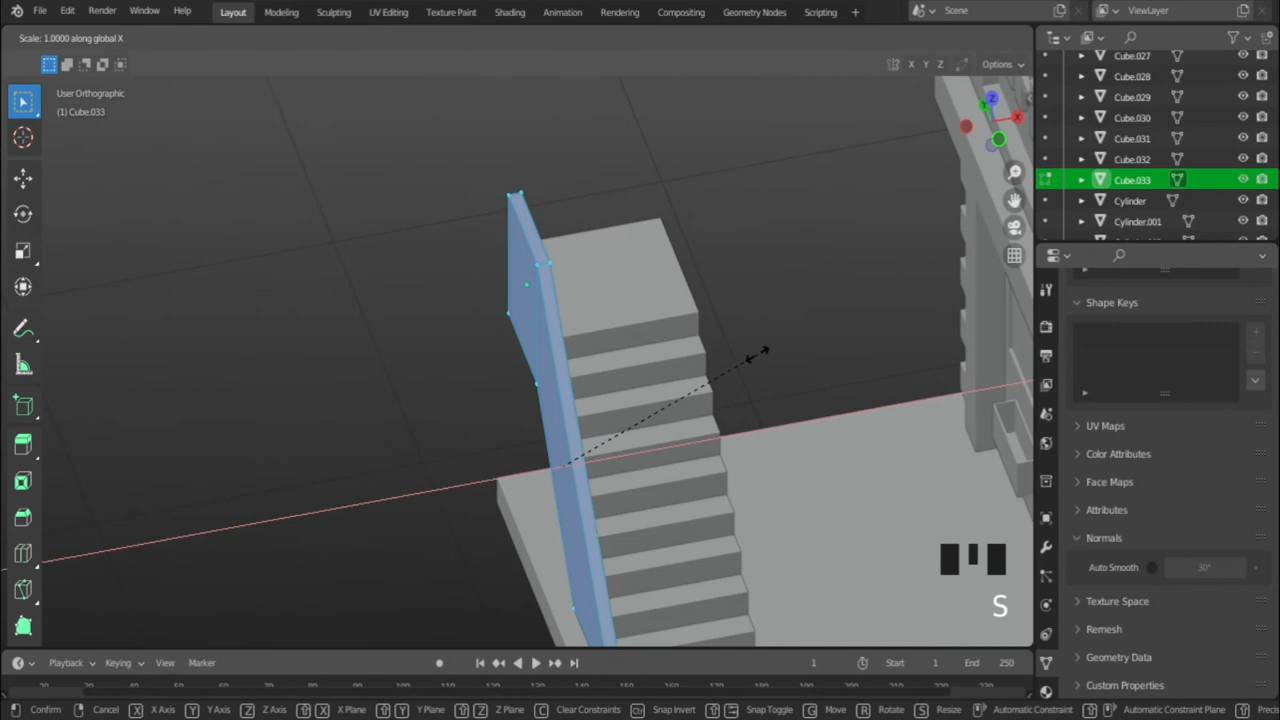 File Edit Render Window Help Layout Modeling Sculpting UV Editing Texture Paint Shading Animation Rendering Compositing Geometry Nodes Scripting + Scene ViewLayer
Scale: 1.0000 along global X
X Y Z Options
User Orthographic
(1) Cube.033
Z
Y
X
Cube.027
Cube.028
Cube.029
Cube.030
Cube.031
Cube.032
Cube.033
Cylinder
Cylinder.001
Shape Keys
UV Maps
Color Attributes
Face Maps
Attributes
Normals
Auto Smooth 30°
Texture Space
Remesh
Geometry Data
Custom Properties
S
Playback Keying View Marker 1 Start 1 End 250
Confirm Cancel X X Axis Y Y Axis Z Z Axis X X Plane Y Y Plane Z Z Plane C Clear Constraints Ctrl Snap Invert Snap Toggle G Move R Rotate S Resize Automatic Constraint Automatic Constraint Plane